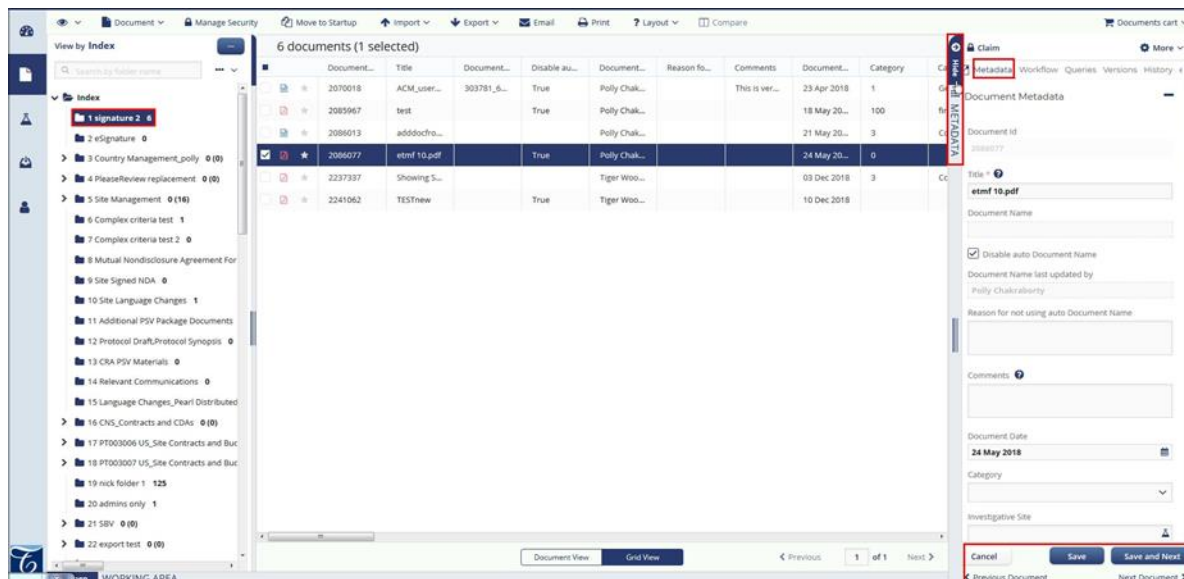 Document
Manage Security
Move to Startup
Import
Export
Email
Print
? Layout
Compare
Documents cart
View by Index
Search by folder name
Index
1 signature 2 6
2 eSignature 0
3 Country Management_polly 0 (0)
4 PleaseReview replacement 0 (0)
5 Site Management 0 (16)
6 Complex criteria test 1
7 Complex criteria test 2 0
8 Mutual Nondisclosure Agreement For
9 Site Signed NDA 0
10 Site Language Changes 1
11 Additional PSV Package Documents
12 Protocol Draft,Protocol Synopsis 0
13 CRA PSV Materials 0
14 Relevant Communications 0
15 Language Changes_Pearl Distributed
16 CNS_Contracts and CDAs 0 (0)
17 PT003006 US_Site Contracts and Buc
18 PT003007 US_Site Contracts and Buc
19 nick folder 1 125
20 admins only 1
21 SBV 0 (0)
22 export test 0 (0)
WORKING AREA
6 documents (1 selected)
Document... Title Document... Disable au... Document... Reason fo... Comments Document... Category Ca
2070018 ACM_user... 303781_6... True Polly Chak... This is ver... 23 Apr 2018 1 Ge
2085967 test True Polly Chak... 18 May 20... 100 fin
2086013 adddocfro... Polly Chak... 21 May 20... 3 Co
2086077 etmf 10.pdf True Polly Chak... 24 May 20... 0
2237337 Showing S... Tiger Woo... 03 Dec 2018 3 Co
2241062 TESTnew True Tiger Woo... 10 Dec 2018
Document View
Grid View
Previous 1 of 1 Next
Hide
METADATA
Claim
More
Metadata Workflow Queries Versions History
Document Metadata
Document Id
2086077
Title *
etmf 10.pdf
Document Name
Disable auto Document Name
Document Name last updated by
Polly Chakraborty
Reason for not using auto Document Name
Comments
Document Date
24 May 2018
Category
Investigative Site
Cancel
Save
Save and Next
Previous Document
Next Document